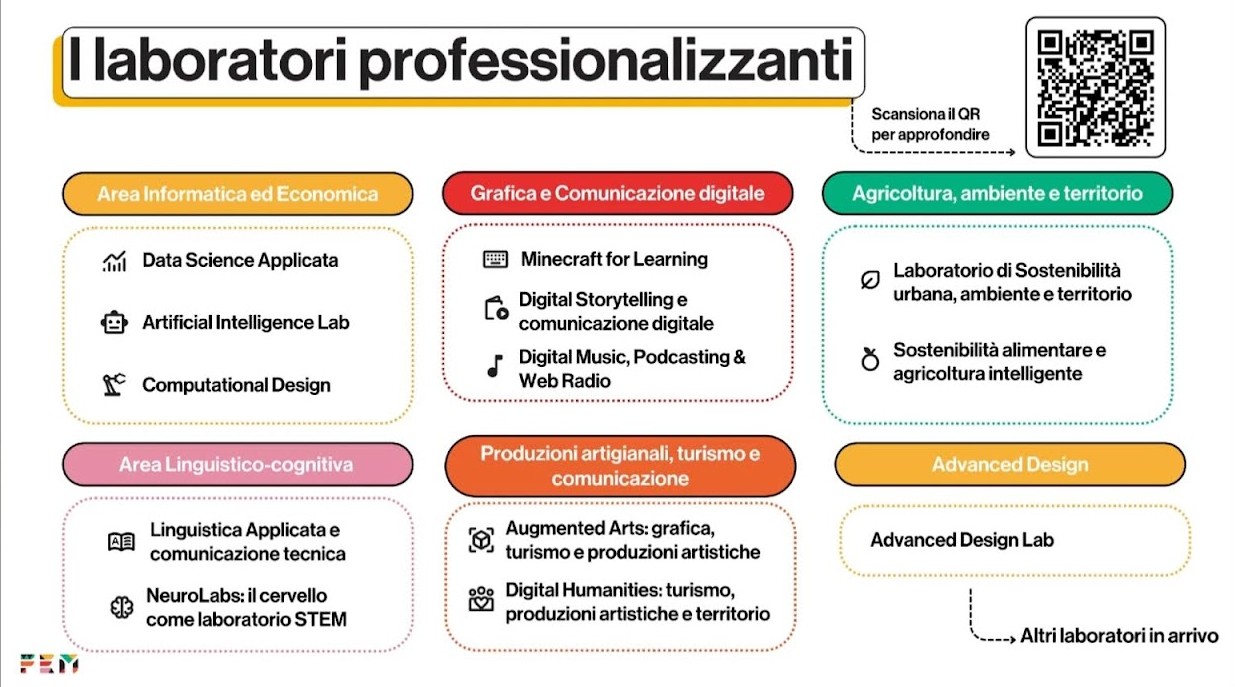 I laboratori professionalizzanti
Scansiona il QR
per approfondire
Area Informatica ed Economica
Data Science Applicata
Artificial Intelligence Lab
Computational Design
Grafica e Comunicazione digitale
Minecraft for Learning
Digital Storytelling e
comunicazione digitale
Digital Music, Podcasting &
Web Radio
Agricoltura, ambiente e territorio
Laboratorio di Sostenibilità
urbana, ambiente e territorio
Sostenibilità alimentare e
agricoltura intelligente
Area Linguistico-cognitiva
Linguistica Applicata e
comunicazione tecnica
NeuroLabs: il cervello
come laboratorio STEM
Produzioni artigianali, turismo e
comunicazione
Augmented Arts: grafica,
turismo e produzioni artistiche
Digital Humanities: turismo,
produzioni artistiche e territorio
Advanced Design
Advanced Design Lab
Altri laboratori in arrivo
FEM